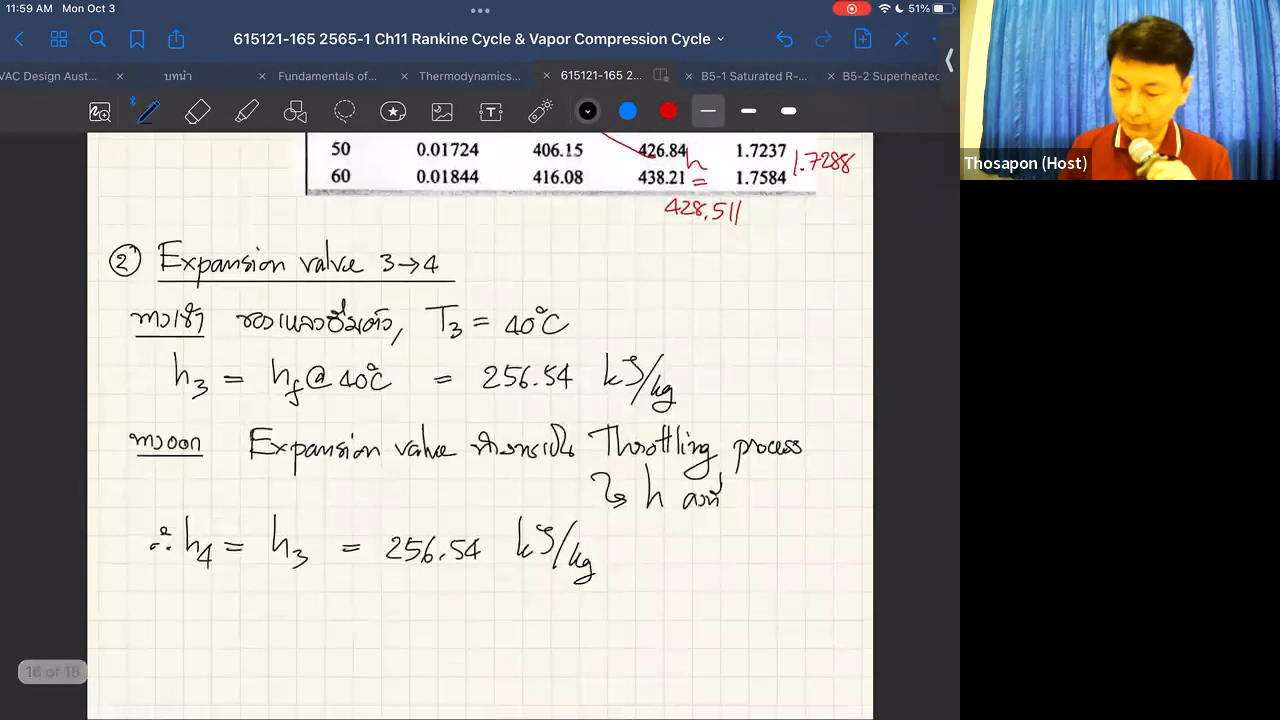 11:59 AM Mon Oct 3
51%
615121-165 2565-1 Ch11 Rankine Cycle & Vapor Compression Cycle
VAC Design Aust...
บทนำ
Fundamentals of...
Thermodynamics...
615121-165 2...
B5-1 Saturated R-...
B5-2 Superheated
Thosapon (Host)
50 0.01724 406.15 426.84 1.7237 1.7288
60 0.01844 416.08 438.21 1.7584
h = 428.511
② Expansion valve 3→4
ทางเข้า ของเหลวอิ่มตัว, T3 = 40°C
h3 = hf@40°C = 256.54 kJ/kg
ทางออก Expansion valve ทำงานเป็น Throttling process
↳ h คงที่
∴ h4 = h3 = 256.54 kJ/kg
16 of 18